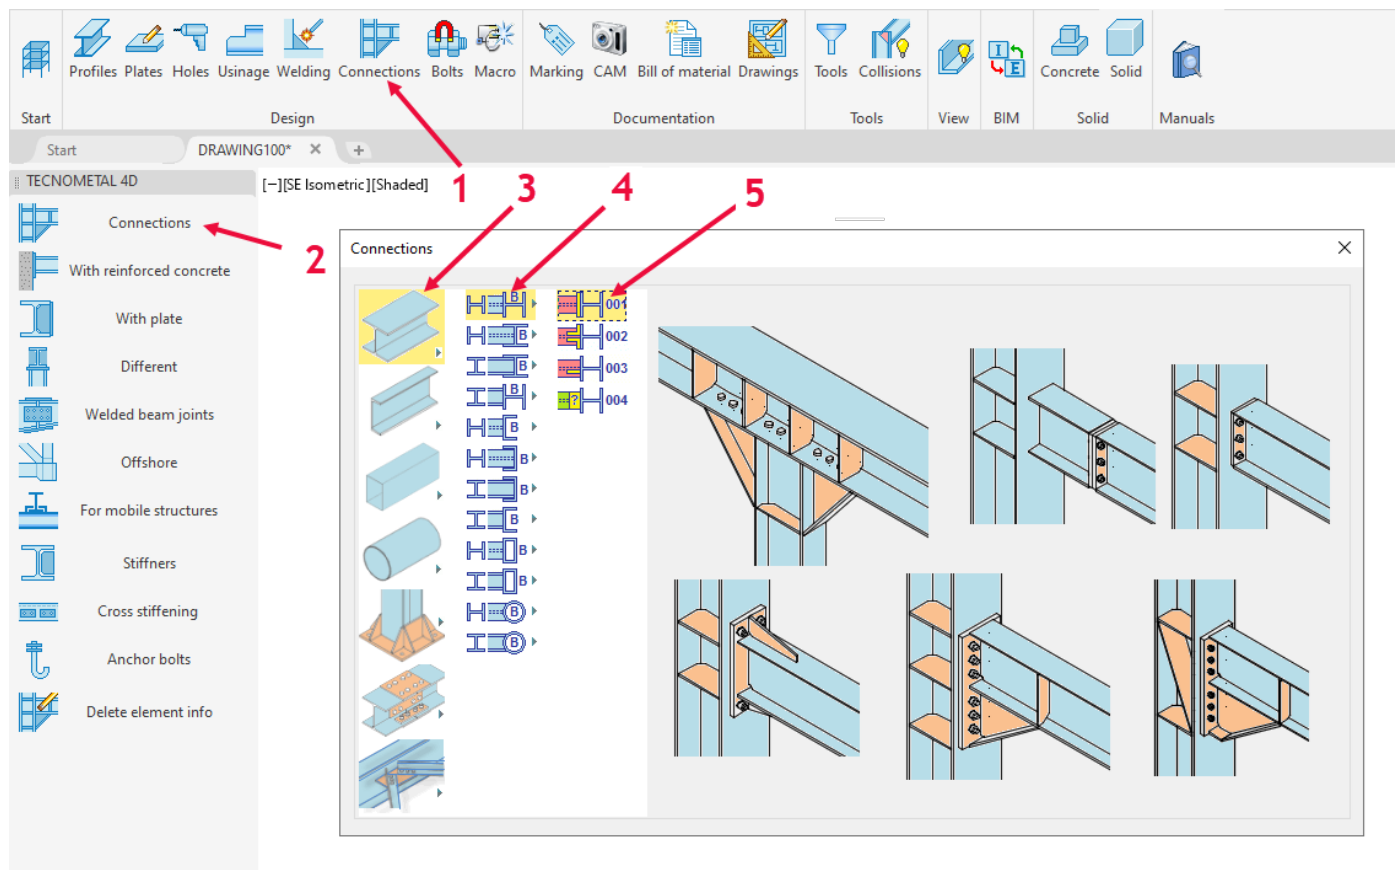 Profiles Plates Holes Usinage Welding Connections Bolts Macro Marking CAM Bill of material Drawings Tools Collisions Concrete Solid
Start Design Documentation Tools View BIM Solid Manuals
Start DRAWING100* × +
TECNOMETAL 4D
[−][SE Isometric][Shaded]
1 3 4 5
2
Connections
With reinforced concrete
With plate
Different
Welded beam joints
Offshore
For mobile structures
Stiffners
Cross stiffening
Anchor bolts
Delete element info
Connections
B 001
B 002
B 003
B ? 004
B
B
B
B
B
B
B
B
I E